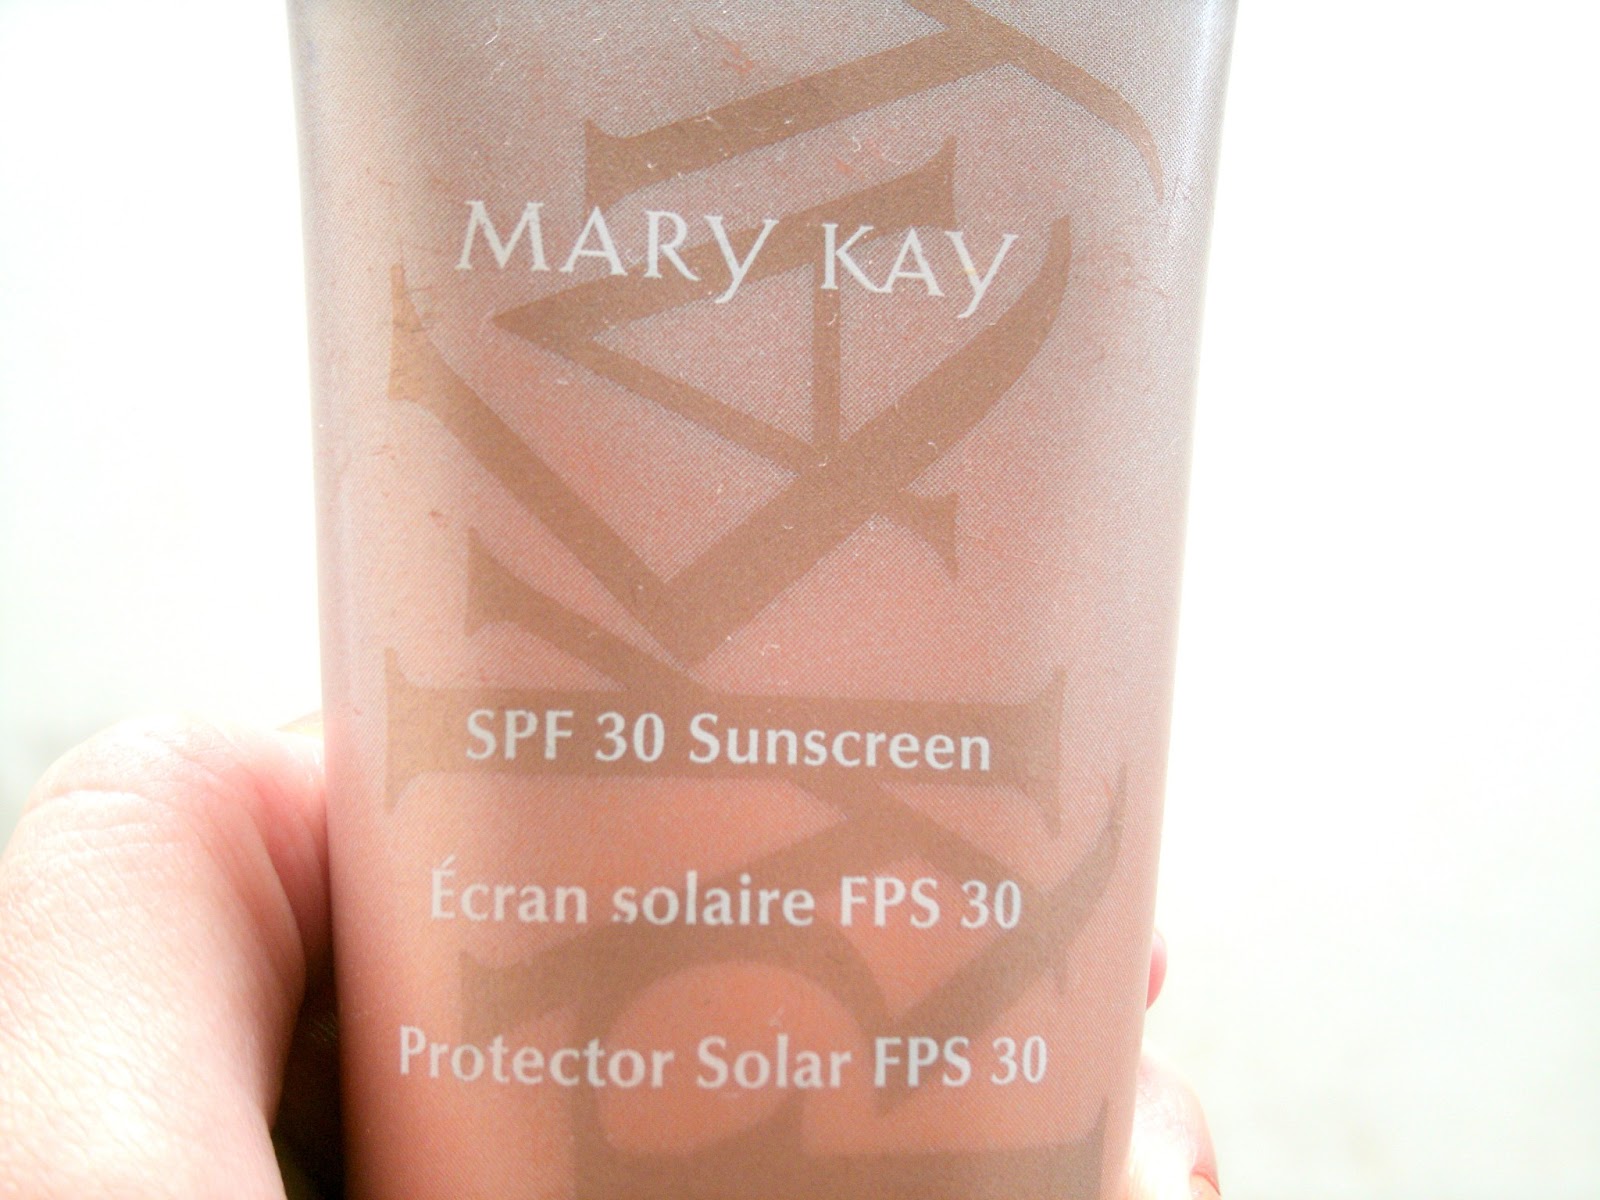 MARY KAY
SPF 30 Sunscreen
Écran solaire FPS 30
Protector Solar FPS 30